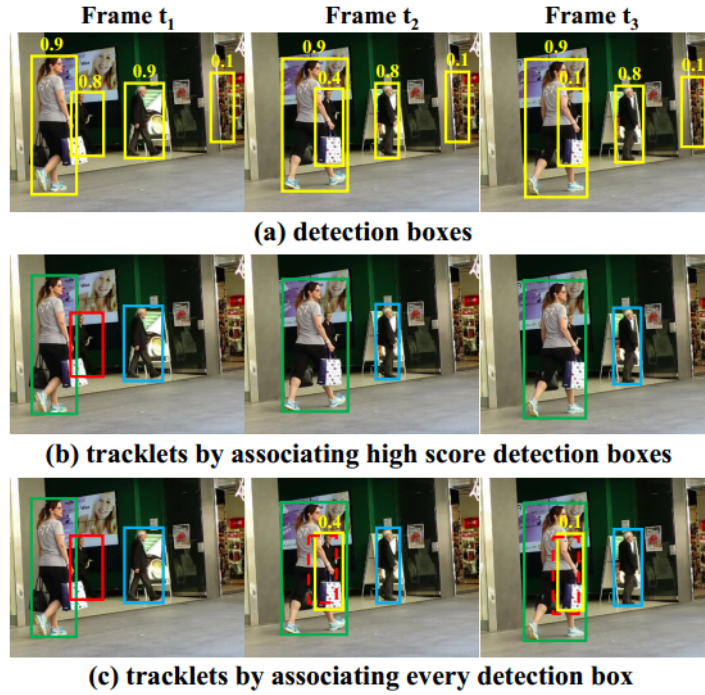 Frame t₁ Frame t₂ Frame t₃
0.9 0.8 0.9 0.1
0.9 0.4 0.8 0.1
0.9 0.1 0.8 0.1
(a) detection boxes
(b) tracklets by associating high score detection boxes
0.4 0.1
(c) tracklets by associating every detection box